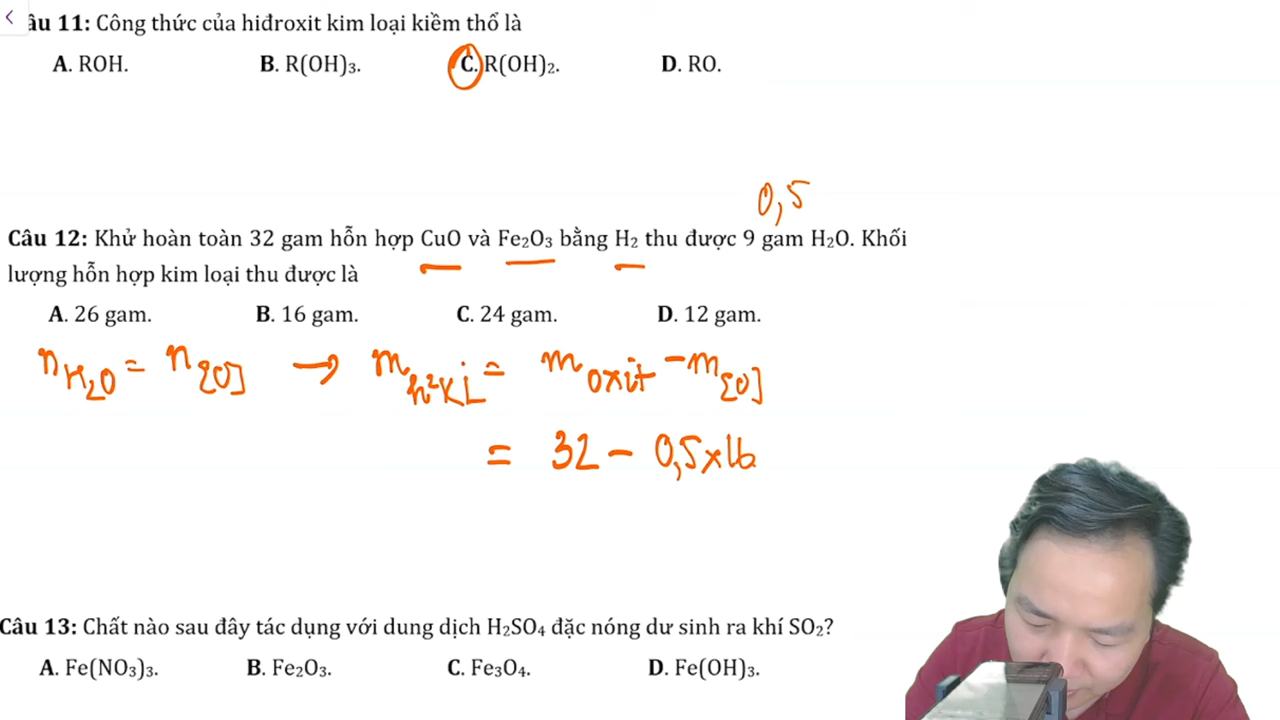 âu 11: Công thức của hiđroxit kim loại kiềm thổ là
A. ROH. B. R(OH)₃. C. R(OH)₂. D. RO.
0,5
Câu 12: Khử hoàn toàn 32 gam hỗn hợp CuO và Fe₂O₃ bằng H₂ thu được 9 gam H₂O. Khối
lượng hỗn hợp kim loại thu được là
A. 26 gam. B. 16 gam. C. 24 gam. D. 12 gam.
n H₂O = n [O] → m h²KL = m oxit - m [O]
= 32 - 0,5x16
Câu 13: Chất nào sau đây tác dụng với dung dịch H₂SO₄ đặc nóng dư sinh ra khí SO₂?
A. Fe(NO₃)₃. B. Fe₂O₃. C. Fe₃O₄. D. Fe(OH)₃.